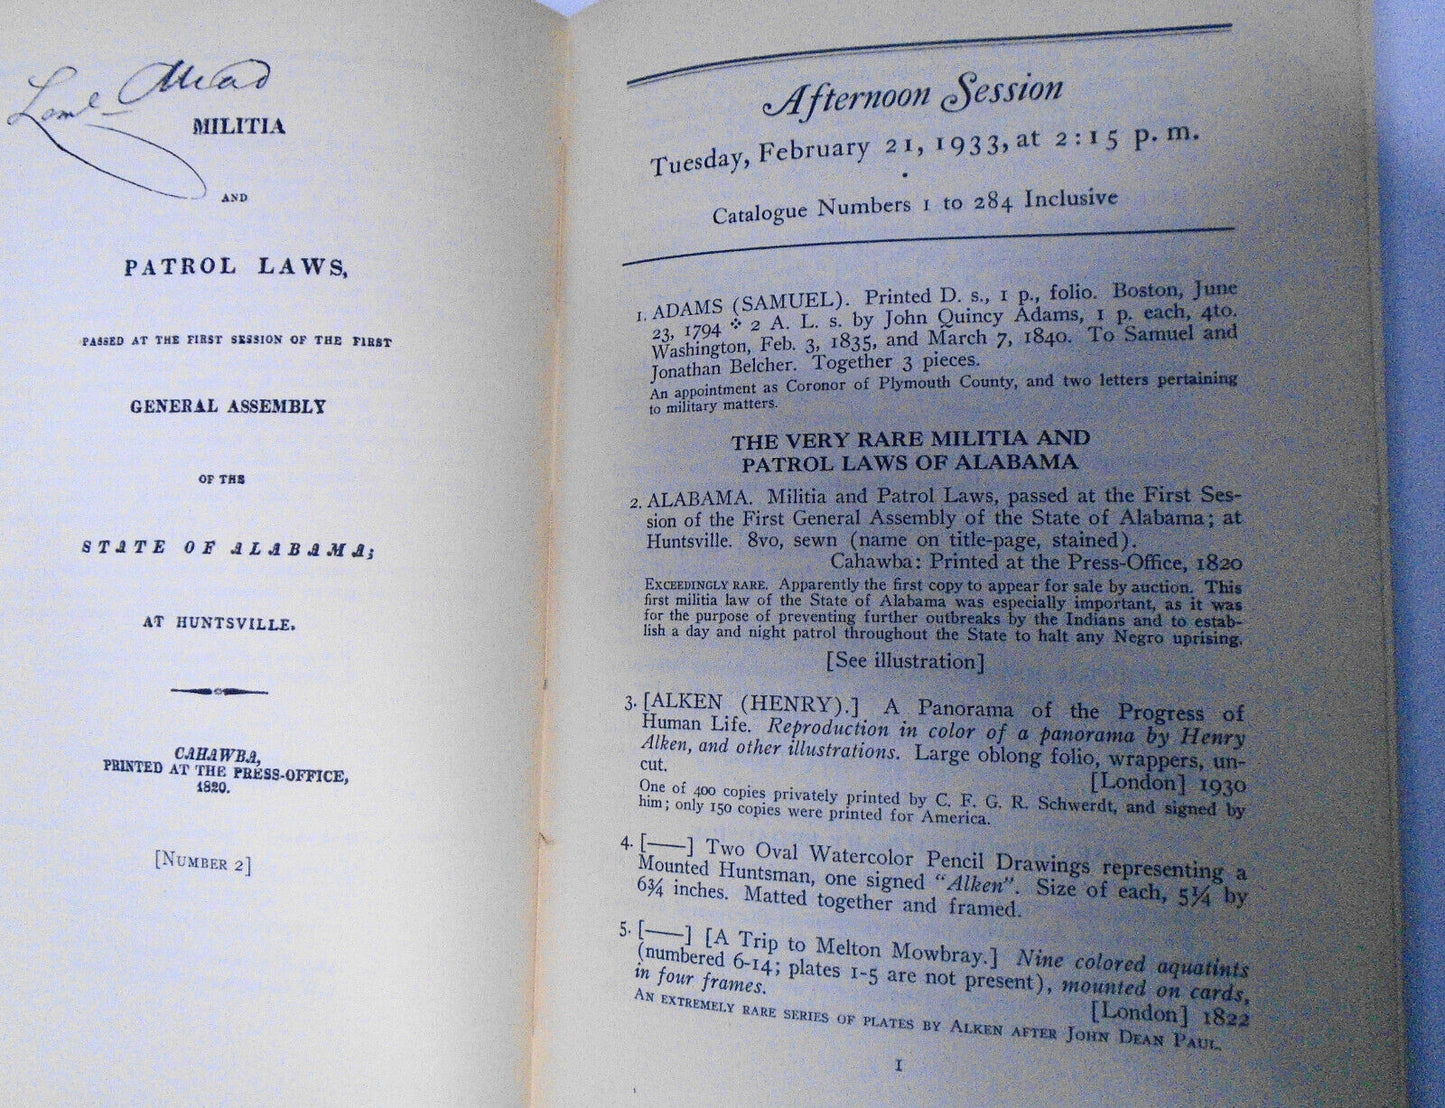 Mead
MILITIA
AND
PATROL LAWS,
PASSED AT THE FIRST SESSION OF THE FIRST
GENERAL ASSEMBLY
OF THE
STATE OF ALABAMA;
AT HUNTSVILLE.
CAHAWBA,
PRINTED AT THE PRESS-OFFICE,
1820.
[NUMBER 2]
Afternoon Session
Tuesday, February 21, 1933, at 2:15 p. m.
Catalogue Numbers 1 to 284 Inclusive
1. ADAMS (SAMUEL). Printed D. s., 1 p., folio. Boston, June
23, 1794 ⁘ 2 A. L. s. by John Quincy Adams, 1 p. each, 4to.
Washington, Feb. 3, 1835, and March 7, 1840. To Samuel and
Jonathan Belcher. Together 3 pieces.
An appointment as Coronor of Plymouth County, and two letters pertaining
to military matters.
THE VERY RARE MILITIA AND
PATROL LAWS OF ALABAMA
2. ALABAMA. Militia and Patrol Laws, passed at the First Ses-
sion of the First General Assembly of the State of Alabama; at
Huntsville. 8vo, sewn (name on title-page, stained).
Cahawba: Printed at the Press-Office, 1820
EXCEEDINGLY RARE. Apparently the first copy to appear for sale by auction. This
first militia law of the State of Alabama was especially important, as it was
for the purpose of preventing further outbreaks by the Indians and to estab-
lish a day and night patrol throughout the State to halt any Negro uprising.
[See illustration]
3. [ALKEN (HENRY).] A Panorama of the Progress of
Human Life. Reproduction in color of a panorama by Henry
Alken, and other illustrations. Large oblong folio, wrappers, un-
cut. [London] 1930
One of 400 copies privately printed by C. F. G. R. Schwerdt, and signed by
him; only 150 copies were printed for America.
4. [——] Two Oval Watercolor Pencil Drawings representing a
Mounted Huntsman, one signed "Alken". Size of each, 5¼ by
6¾ inches. Matted together and framed.
5. [——] [A Trip to Melton Mowbray.] Nine colored aquatints
(numbered 6-14; plates 1-5 are not present), mounted on cards,
in four frames. [London] 1822
AN EXTREMELY RARE SERIES OF PLATES BY ALKEN AFTER JOHN DEAN PAUL.
1